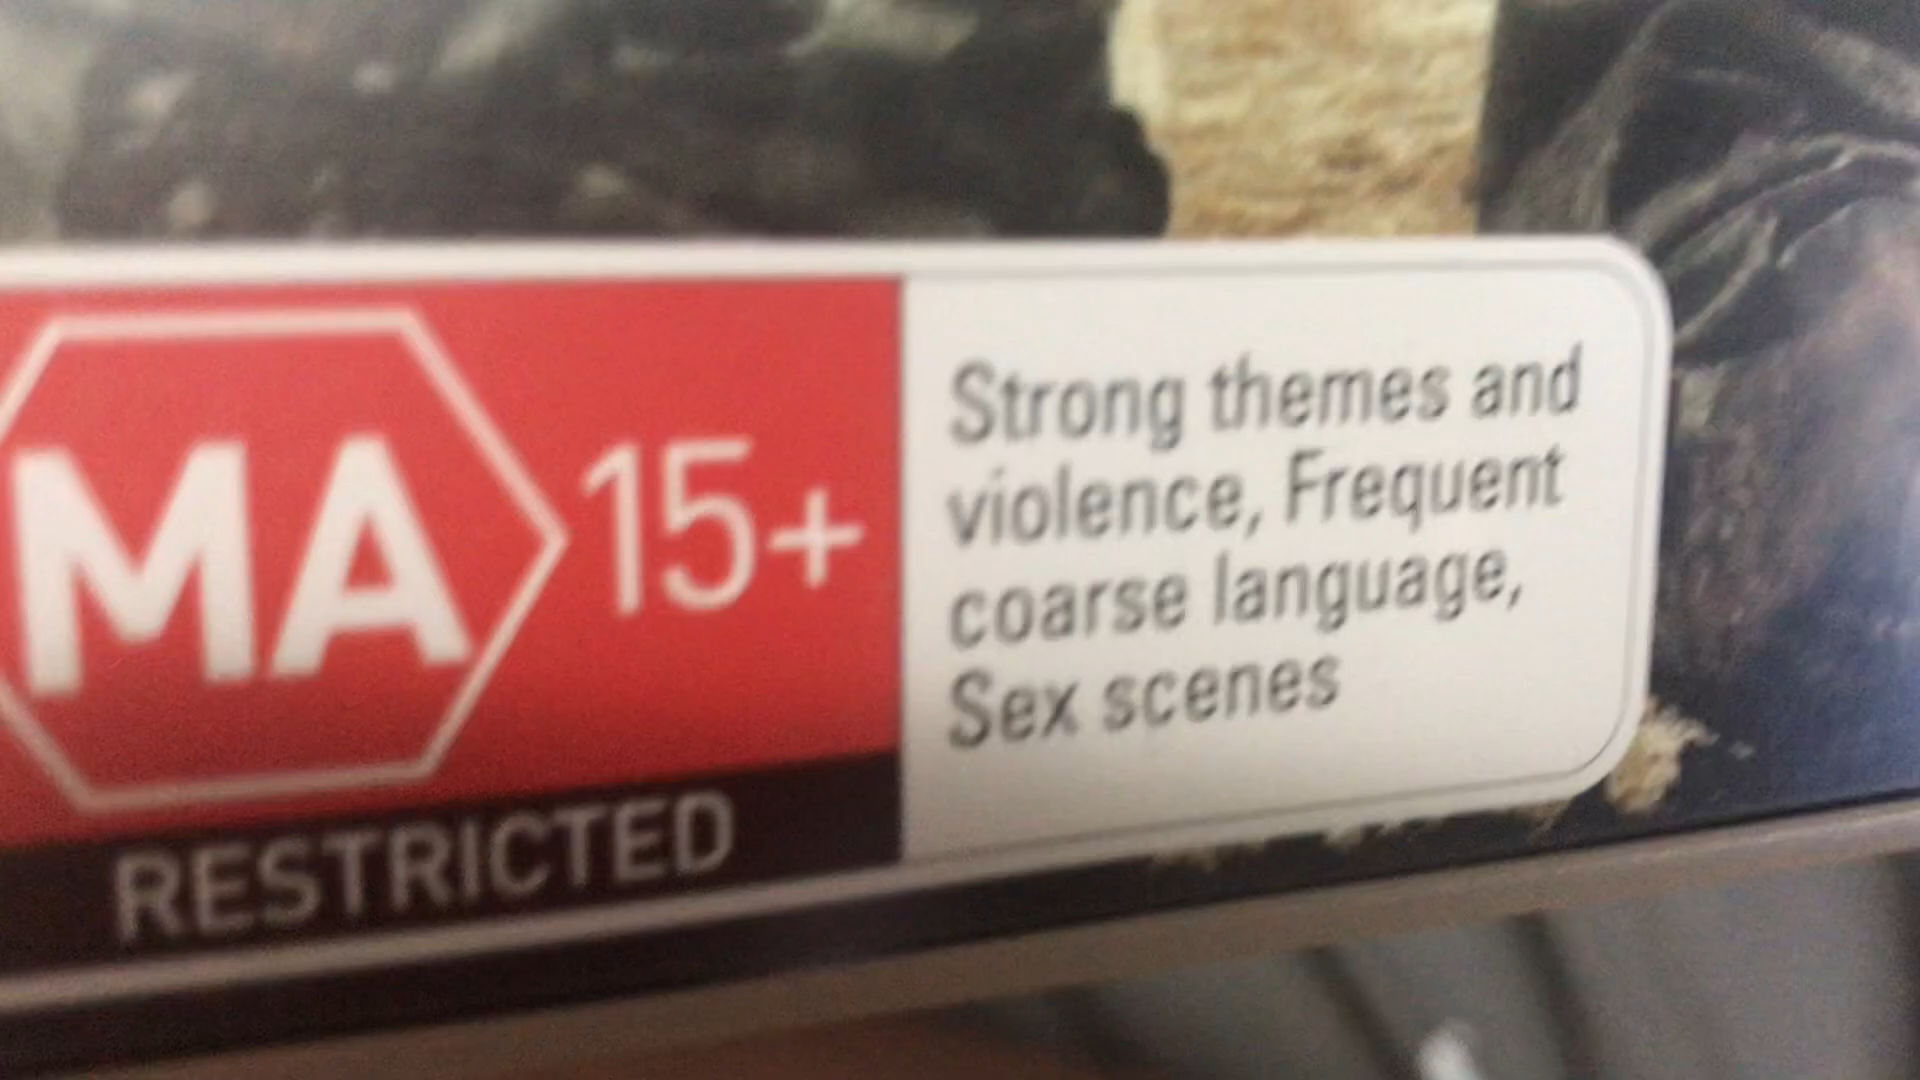 MA 15+
RESTRICTED
Strong themes and
violence, Frequent
coarse language,
Sex scenes